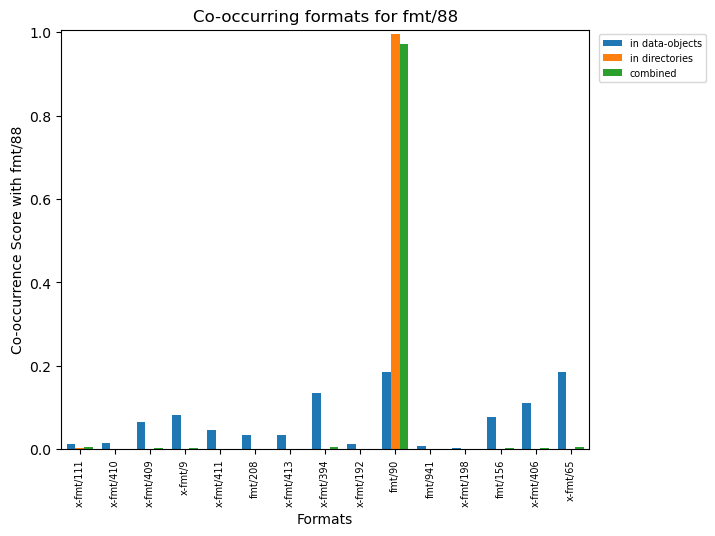 Co-occurring formats for fmt/88
in data-objects
in directories
combined
Co-occurrence Score with fmt/88
1.0
0.8
0.6
0.4
0.2
0.0
x-fmt/111
x-fmt/410
x-fmt/409
x-fmt/9
x-fmt/411
fmt/208
x-fmt/413
x-fmt/394
x-fmt/192
fmt/90
fmt/941
x-fmt/198
fmt/156
x-fmt/406
x-fmt/65
Formats